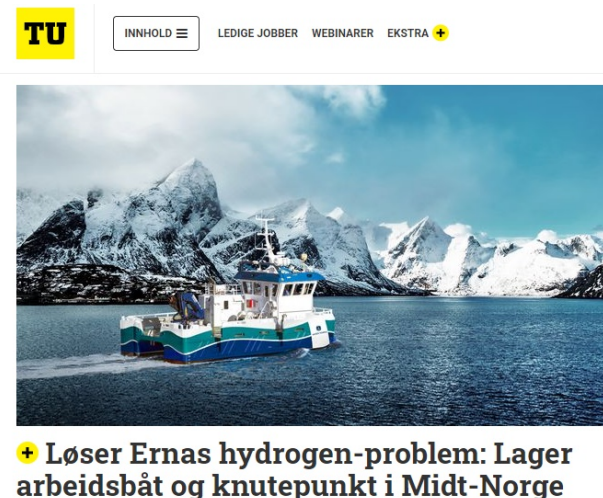 TU
INNHOLD
LEDIGE JOBBER
WEBINARER
EKSTRA
Løser Ernas hydrogen-problem: Lager
arbeidsbåt og knutepunkt i Midt-Norge